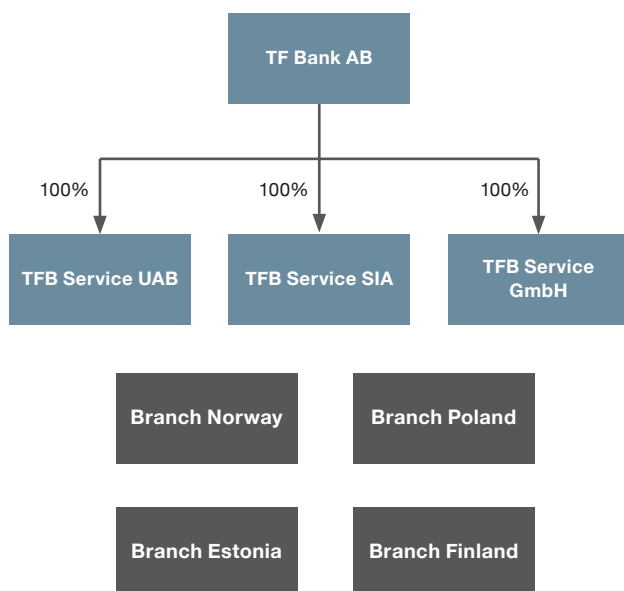 TF Bank AB
100%
100%
100%
TFB Service UAB
TFB Service SIA
TFB Service
GmbH
Branch Norway
Branch Poland
Branch Estonia
Branch Finland